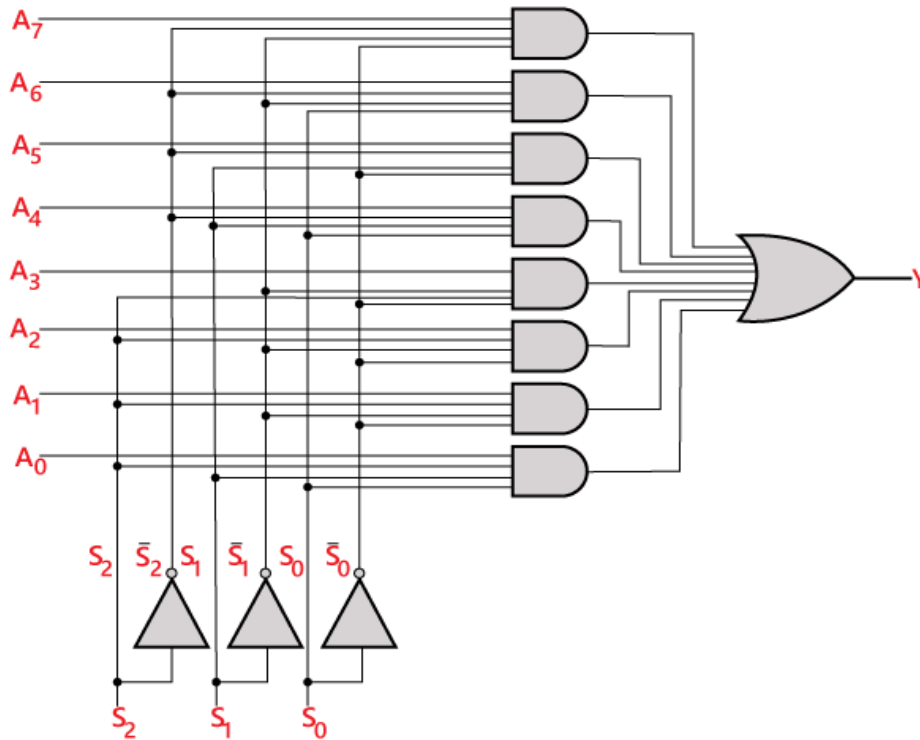 A₇
A₆
A₅
A₄
A₃
Y
A₂
A₁
A₀
S₂ S̄₂ S₁ S̄₁ S₀ S̄₀
S₂ S₁ S₀